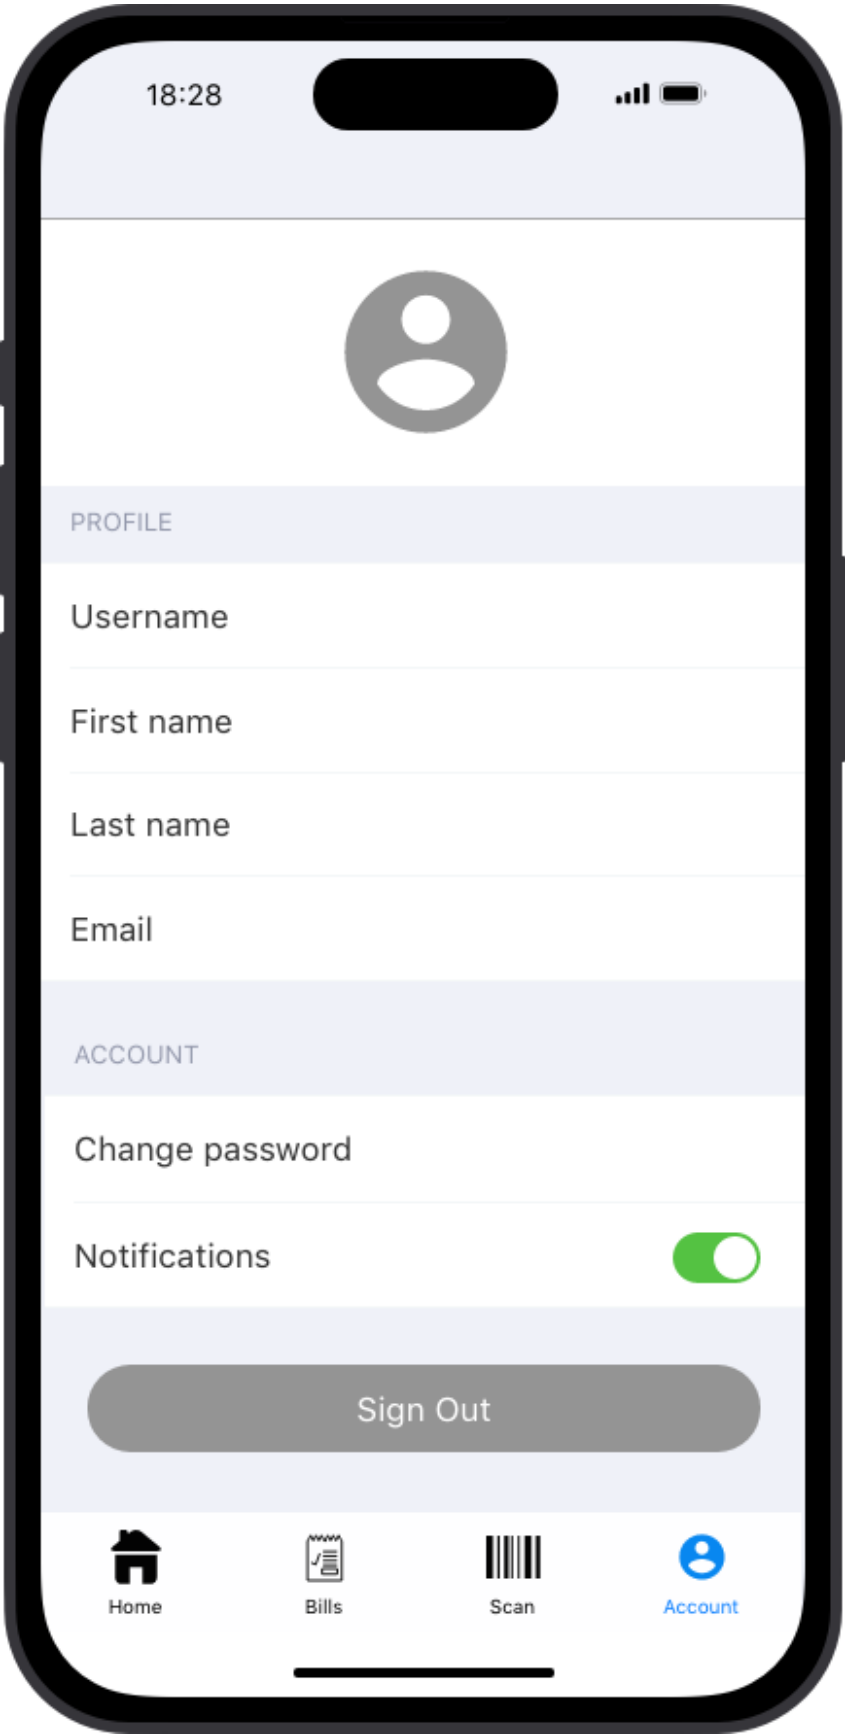 18:28
PROFILE
Username
First name
Last name
Email
ACCOUNT
Change password
Notifications
Sign Out
Home
Bills
Scan
Account